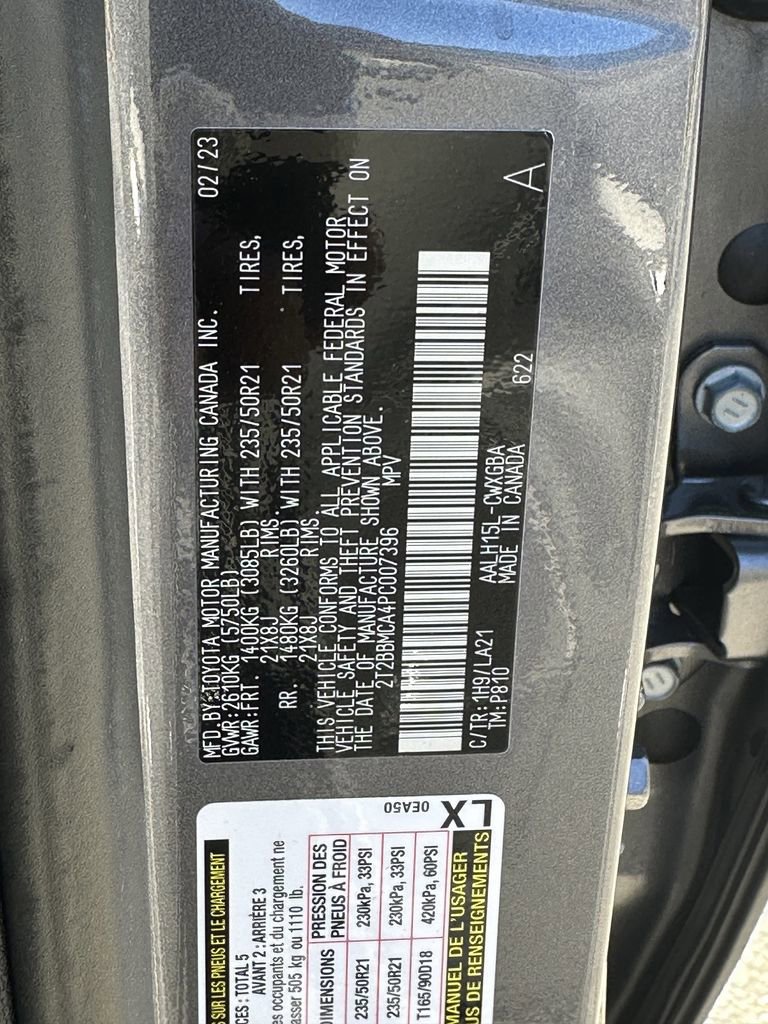 MFD.BY:TOYOTA MOTOR MANUFACTURING CANADA INC. 02/23
GVWR:2610KG (5750LB)
GAWR:FRT. 1400KG (3085LB) WITH 235/50R21 TIRES,
21X8J RIMS.
RR. 1480KG (3260LB) WITH 235/50R21 TIRES,
21X8J RIMS.
THIS VEHICLE CONFORMS TO ALL APPLICABLE FEDERAL MOTOR
VEHICLE SAFETY AND THEFT PREVENTION STANDARDS IN EFFECT ON
THE DATE OF MANUFACTURE SHOWN ABOVE.
2T2BBMCA4PC007396 MPV
C/TR:1H97LA21 AALH15L-CWXGBA
TM:P810 MADE IN CANADA 622 A
S SUR LES PNEUS ET LE CHARGEMENT
CES : TOTAL 5
AVANT 2 : ARRIÈRE 3
es occupants et du chargement ne
asser 505 kg ou 1110 lb.
DIMENSIONS PRESSION DES PNEUS À FROID
235/50R21 230kPa, 33PSI
235/50R21 230kPa, 33PSI
T165/90D18 420kPa, 60PSI
MANUEL DE L'USAGER
US DE RENSEIGNEMENTS
0EA50
LX